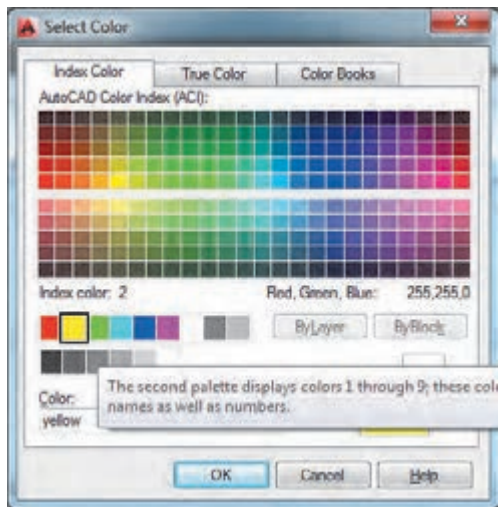 Select Color
Index Color True Color Color Books
AutoCAD Color Index (ACI):
Index color: 2 Red, Green, Blue: 255,255,0
ByLayer ByBlock
The second palette displays colors 1 through 9; these
names as well as numbers.
Color:
yellow
OK Cancel Help